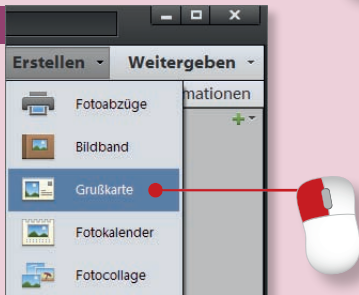 Erstellen Weitergeben
mationen
Fotoabzüge
Bildband
Grußkarte
Fotokalender
Fotocollage